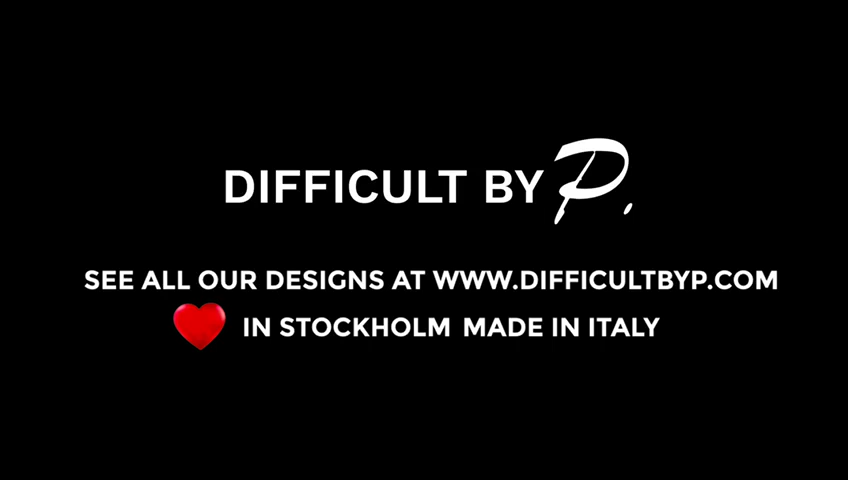 DIFFICULT BY P.
SEE ALL OUR DESIGNS AT WWW.DIFFICULTBYP.COM
IN STOCKHOLM MADE IN ITALY